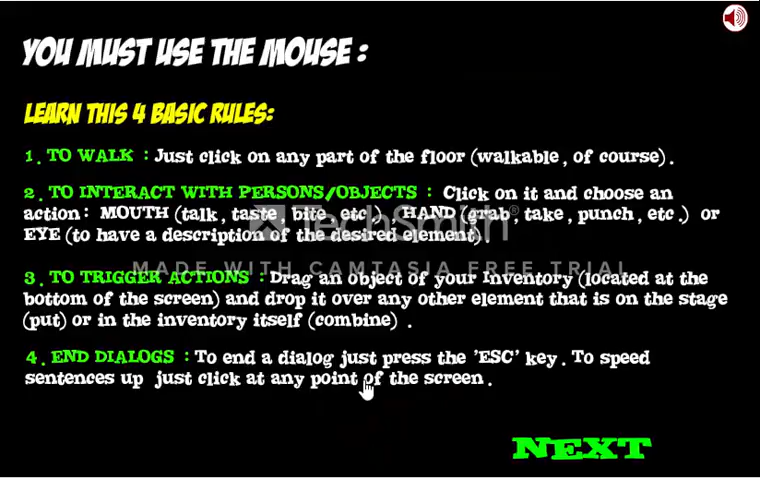 YOU MUST USE THE MOUSE :
LEARN THIS 4 BASIC RULES:
1. TO WALK : Just click on any part of the floor (walkable, of course).
2. TO INTERACT WITH PERSONS/OBJECTS : Click on it and choose an
action: MOUTH (talk, taste, bite, etc), HAND (grab, take, punch, etc.) or
EYE (to have a description of the desired element).
TechSmith®
MADE WITH CAMTASIA FREE TRIAL
3. TO TRIGGER ACTIONS : Drag an object of your Inventory (located at the
bottom of the screen) and drop it over any other element that is on the stage
(put) or in the inventory itself (combine) .
4. END DIALOGS : To end a dialog just press the 'ESC' key. To speed
sentences up just click at any point of the screen.
NEXT